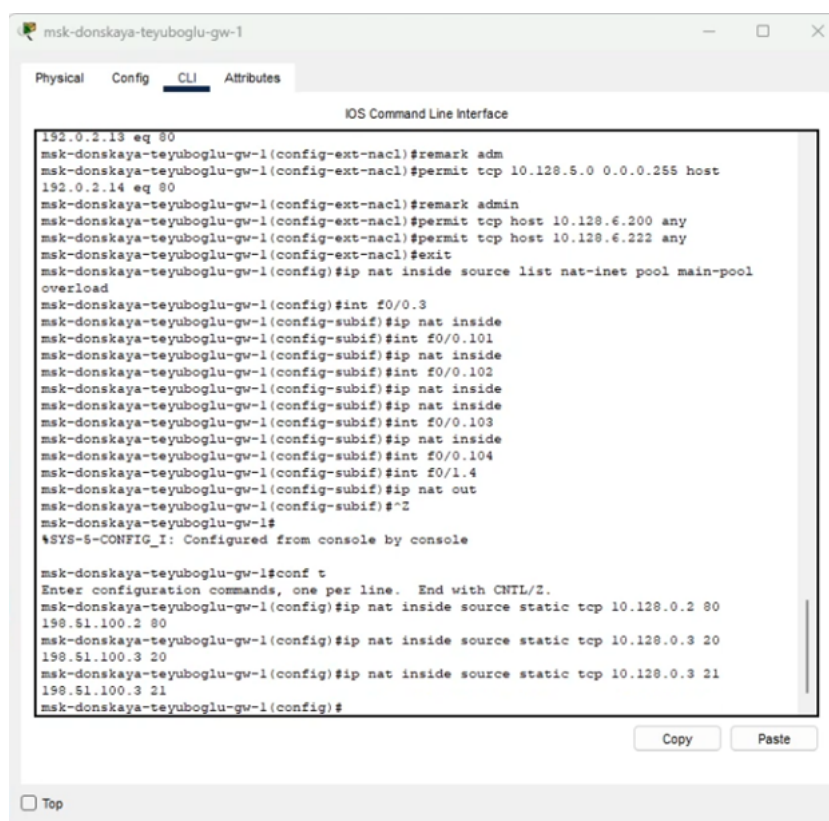 msk-donskaya-teyuboglu-gw-1
Physical Config CLI Attributes
IOS Command Line Interface
192.0.2.13 eq 80
msk-donskaya-teyuboglu-gw-1(config-ext-nacl)#remark adm
msk-donskaya-teyuboglu-gw-1(config-ext-nacl)#permit tcp 10.128.5.0 0.0.0.255 host
192.0.2.14 eq 80
msk-donskaya-teyuboglu-gw-1(config-ext-nacl)#remark admin
msk-donskaya-teyuboglu-gw-1(config-ext-nacl)#permit tcp host 10.128.6.200 any
msk-donskaya-teyuboglu-gw-1(config-ext-nacl)#permit tcp host 10.128.6.222 any
msk-donskaya-teyuboglu-gw-1(config-ext-nacl)#exit
msk-donskaya-teyuboglu-gw-1(config)#ip nat inside source list nat-inet pool main-pool
overload
msk-donskaya-teyuboglu-gw-1(config)#int f0/0.3
msk-donskaya-teyuboglu-gw-1(config-subif)#ip nat inside
msk-donskaya-teyuboglu-gw-1(config-subif)#int f0/0.101
msk-donskaya-teyuboglu-gw-1(config-subif)#ip nat inside
msk-donskaya-teyuboglu-gw-1(config-subif)#int f0/0.102
msk-donskaya-teyuboglu-gw-1(config-subif)#ip nat inside
msk-donskaya-teyuboglu-gw-1(config-subif)#ip nat inside
msk-donskaya-teyuboglu-gw-1(config-subif)#int f0/0.103
msk-donskaya-teyuboglu-gw-1(config-subif)#ip nat inside
msk-donskaya-teyuboglu-gw-1(config-subif)#int f0/0.104
msk-donskaya-teyuboglu-gw-1(config-subif)#int f0/1.4
msk-donskaya-teyuboglu-gw-1(config-subif)#ip nat out
msk-donskaya-teyuboglu-gw-1(config-subif)#^Z
msk-donskaya-teyuboglu-gw-1#
%SYS-5-CONFIG_I: Configured from console by console
msk-donskaya-teyuboglu-gw-1#conf t
Enter configuration commands, one per line. End with CNTL/Z.
msk-donskaya-teyuboglu-gw-1(config)#ip nat inside source static tcp 10.128.0.2 80
198.51.100.2 80
msk-donskaya-teyuboglu-gw-1(config)#ip nat inside source static tcp 10.128.0.3 20
198.51.100.3 20
msk-donskaya-teyuboglu-gw-1(config)#ip nat inside source static tcp 10.128.0.3 21
198.51.100.3 21
msk-donskaya-teyuboglu-gw-1(config)#
Copy Paste
Top